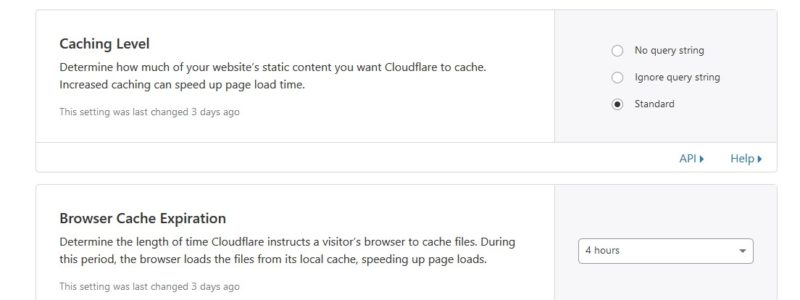 Caching Level
Determine how much of your website's static content you want Cloudflare to cache.
Increased caching can speed up page load time.
This setting was last changed 3 days ago
No query string
Ignore query string
Standard
API
Help
Browser Cache Expiration
Determine the length of time Cloudflare instructs a visitor's browser to cache files. During
this period, the browser loads the files from its local cache, speeding up page loads.
This setting was last changed 3 days ago
4 hours